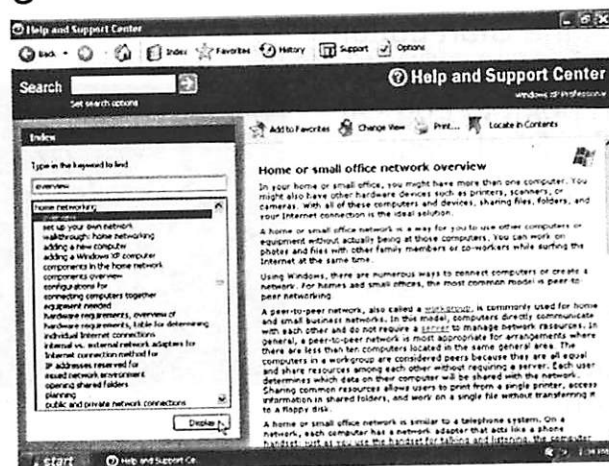 Help and Support Center
Back
Index
Favorites
History
Support
Options
Search
Set search options
Help and Support Center
Windows XP Professional
Index
Add to Favorites
Change View
Print...
Locate in Contents
Type in the keyword to find
overview
home networking
overview
set up your own network
walkthrough: home networking
adding a new computer
adding a Windows XP computer
components in the home network
components overview
configurations for
connecting computers together
equipment needed
hardware requirements, overview of
hardware requirements, table for determining
individual Internet connections
internal vs. external network adapters for
Internet connection method for
IP addresses reserved for
mixed network environment
opening shared folders
planning
public and private network connections
Display
Home or small office network overview
In your home or small office, you might have more than one computer. You
might also have other hardware devices such as printers, scanners, or
cameras. With all of these computers and devices, sharing files, folders, and
your Internet connection is the ideal solution.
A home or small office network is a way for you to use other computers or
equipment without actually being at those computers. You can work on
photos and files with other family members or co-workers while surfing the
Internet at the same time.
Using Windows, there are numerous ways to connect computers or create a
network. For homes and small offices, the most common model is peer-to-
peer networking.
A peer-to-peer network, also called a workgroup, is commonly used for home
and small business networks. In this model, computers directly communicate
with each other and do not require a server to manage network resources. In
general, a peer-to-peer network is most appropriate for arrangements where
there are less than ten computers located in the same general area. The
computers in a workgroup are considered peers because they are all equal
and share resources among each other without requiring a server. Each user
determines which data on their computer will be shared with the network.
Sharing common resources allows users to print from a single printer, access
information in shared folders, and work on a single file without transferring it
to a floppy disk.
A home or small office network is similar to a telephone system. On a
network, each computer has a network adapter that acts like a phone
handset: just as you use the handset for talking and listening, the computer
start
Help and Support Ce...